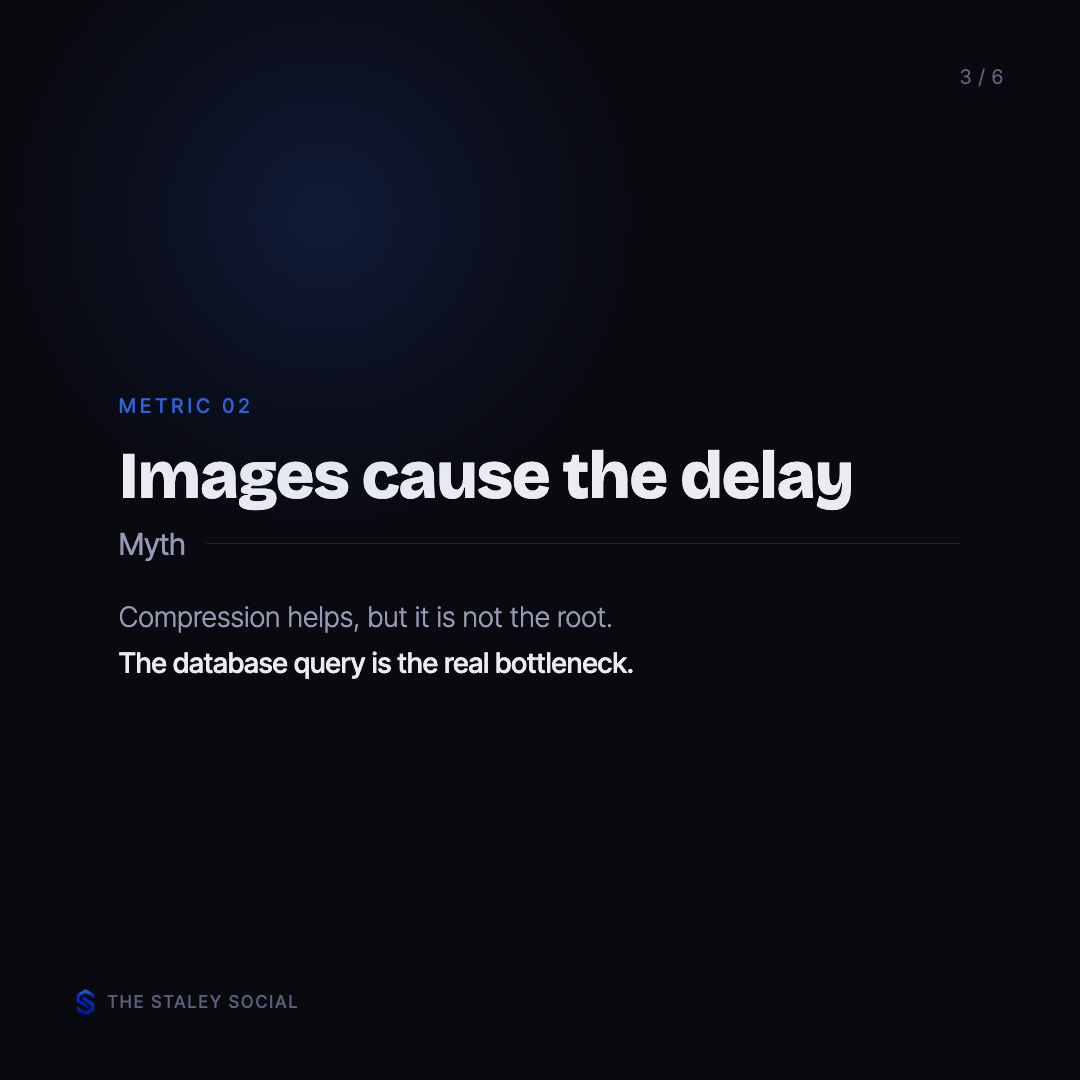 3 / 6
METRIC 02
Images cause the delay
Myth
Compression helps, but it is not the root.
The database query is the real bottleneck.
THE STALEY SOCIAL